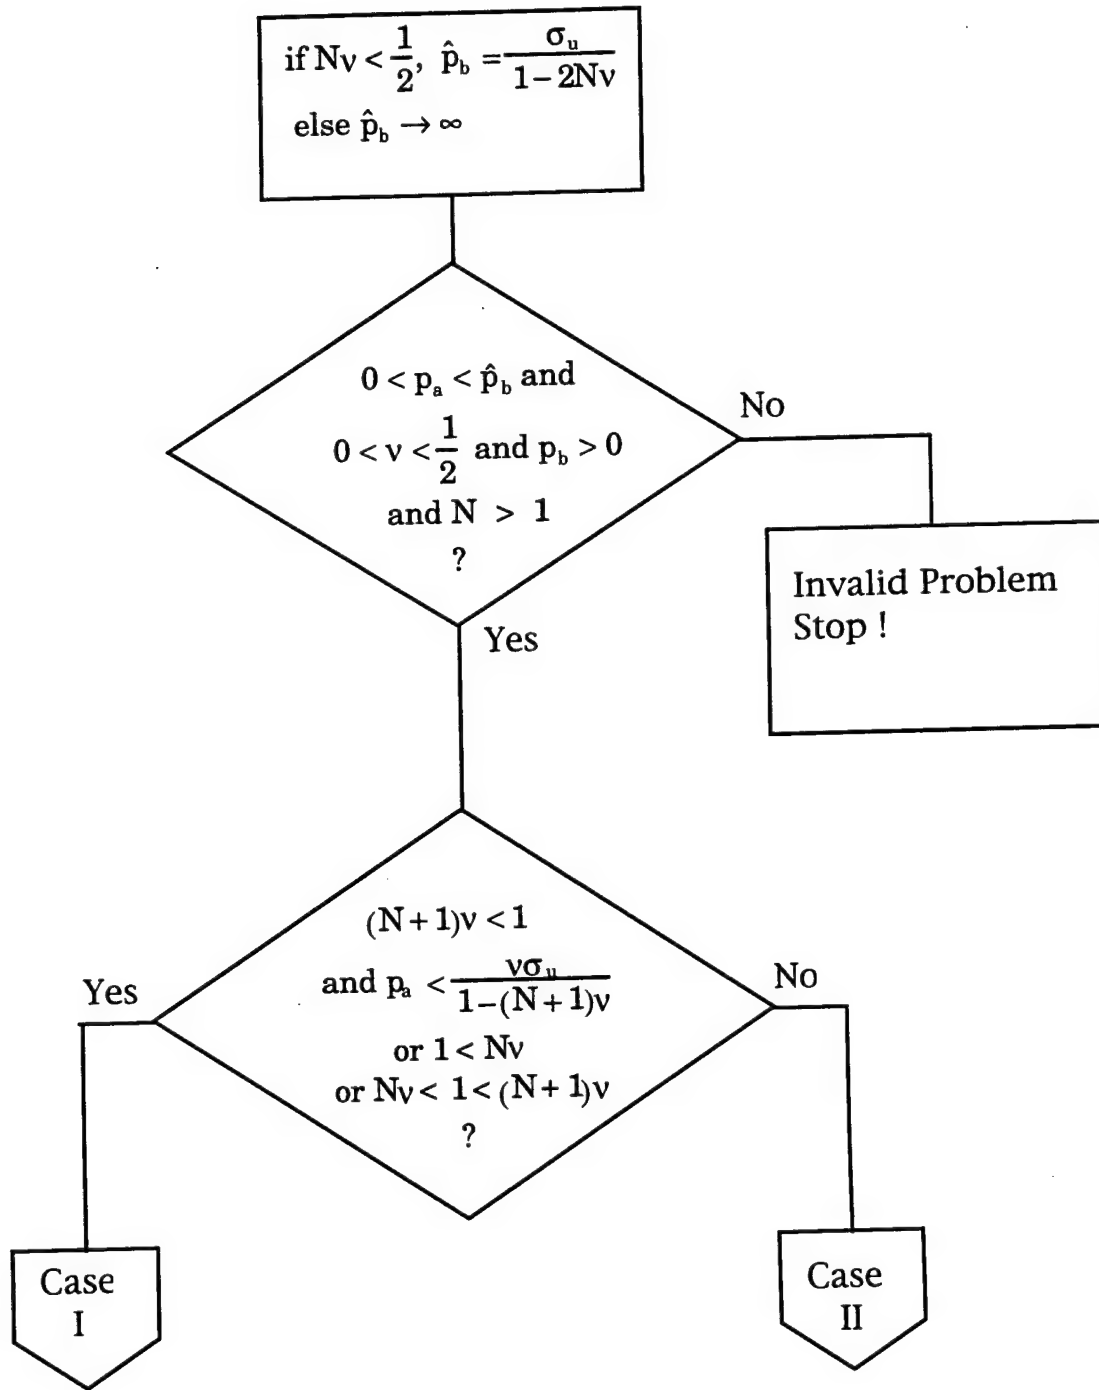 if Nν < 1/2, p̂_b = σ_u/(1−2Nν)
else p̂_b → ∞
0 < p_a < p̂_b and
0 < ν < 1/2 and p_b > 0
and N > 1
?
No
Invalid Problem
Stop !
Yes
(N+1)ν < 1
and p_a < νσ_u/(1−(N+1)ν)
or 1 < Nν
or Nν < 1 < (N+1)ν
?
Yes
No
Case
I
Case
II